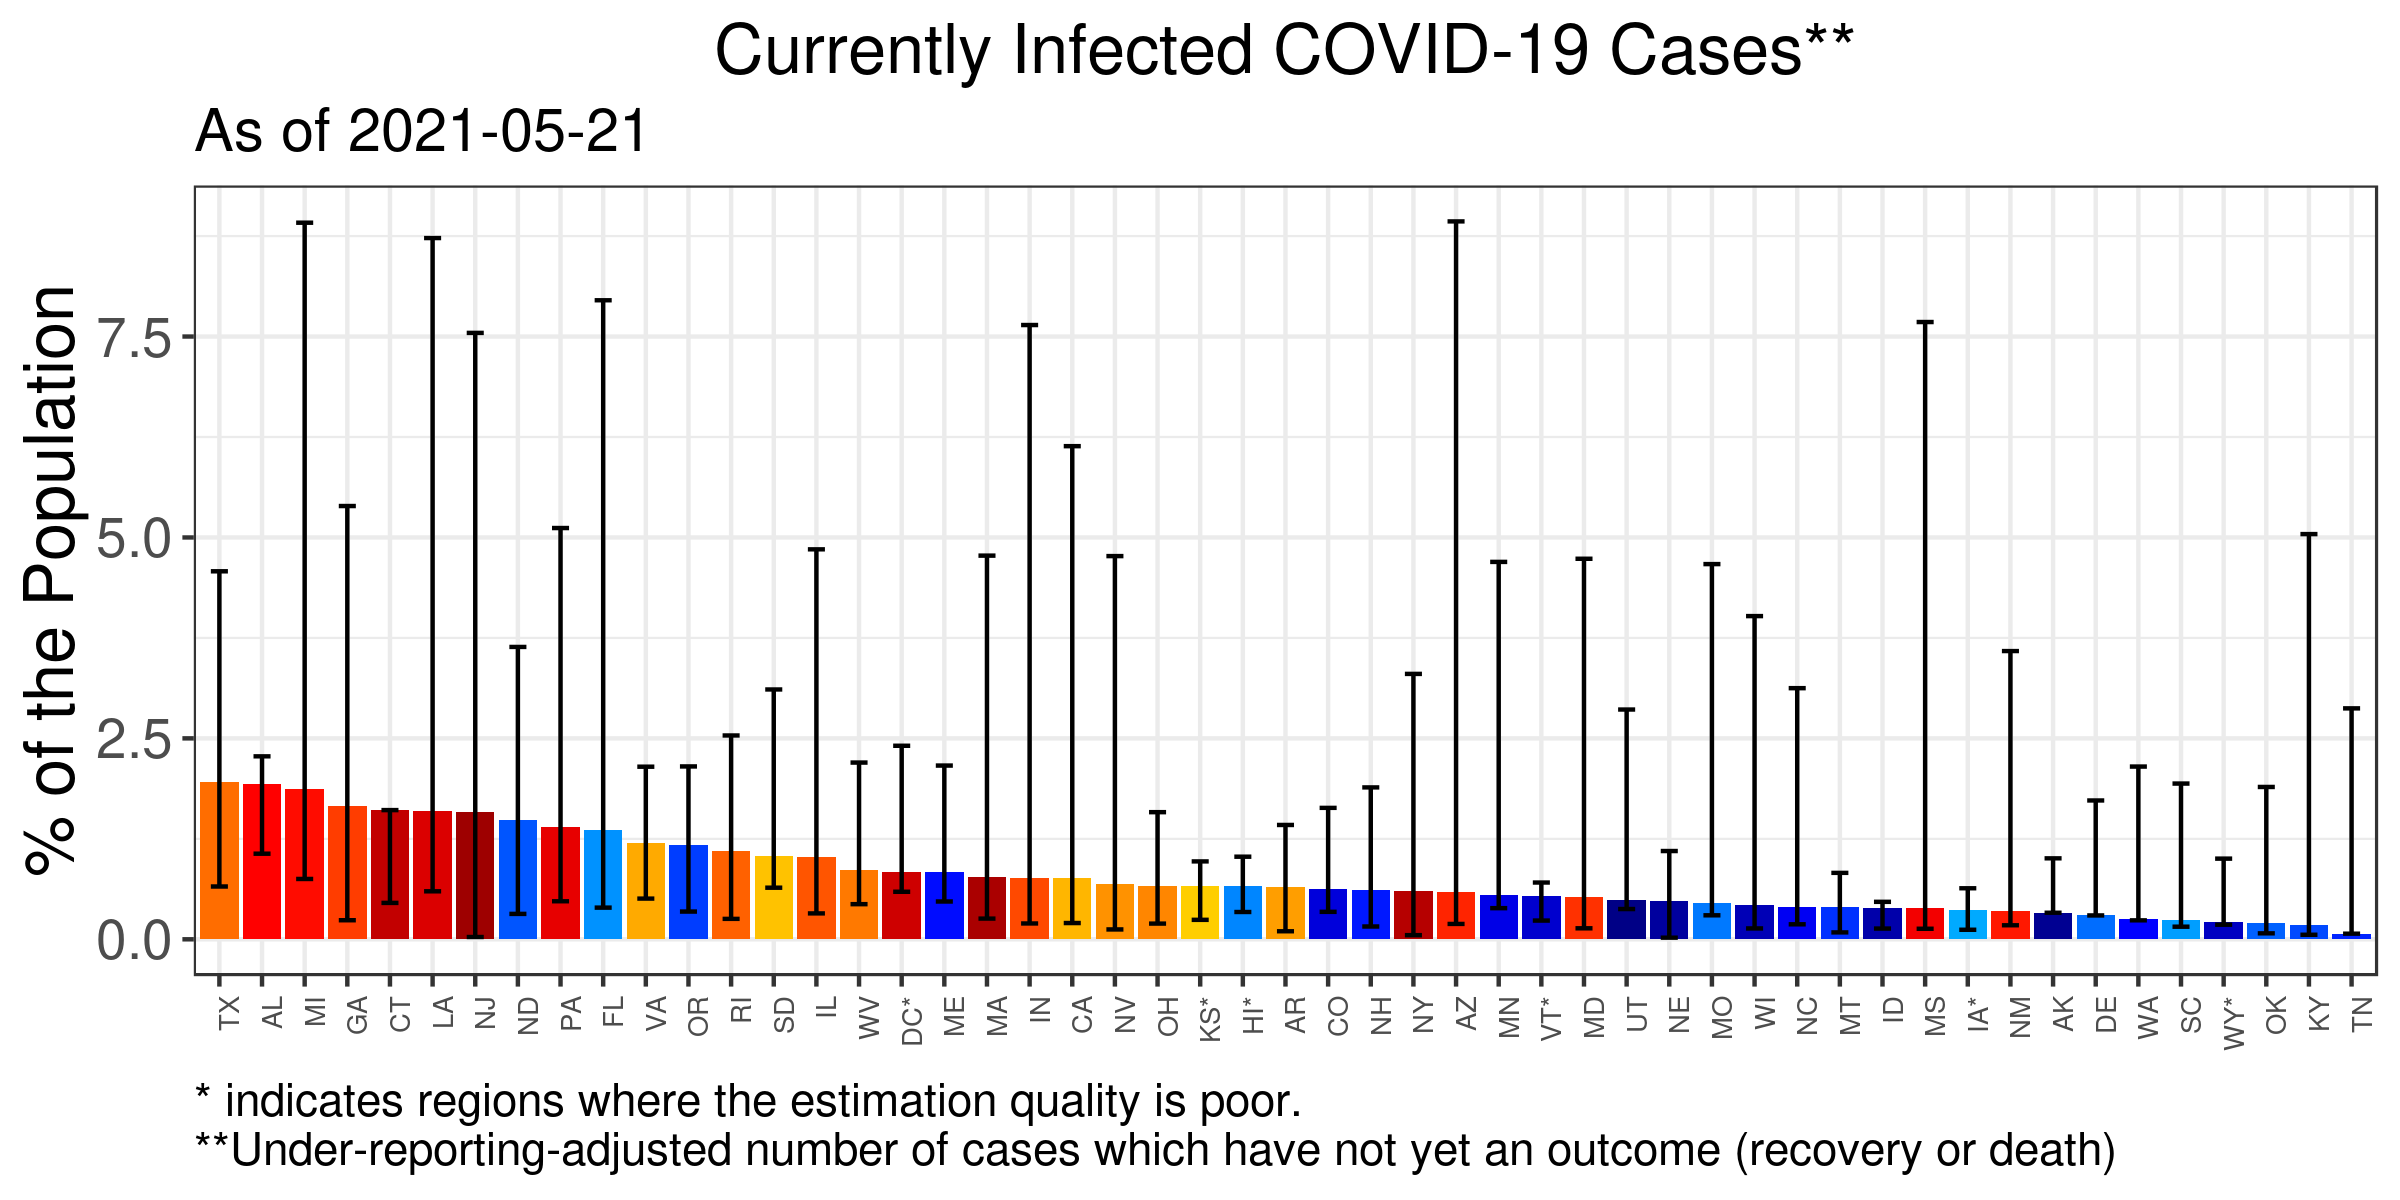 Currently Infected COVID-19 Cases**
As of 2021-05-21
% of the Population
7.5
5.0
2.5
0.0
TX AL MI GA CT LA NJ ND PA FL VA OR RI SD IL WV DC* ME MA IN CA NV OH KS* HI* AR CO NH NY AZ MN VT* MD UT NE MO WI NC MT ID MS IA* NM AK DE WA SC WY* OK KY TN
* indicates regions where the estimation quality is poor.
**Under-reporting-adjusted number of cases which have not yet an outcome (recovery or death)